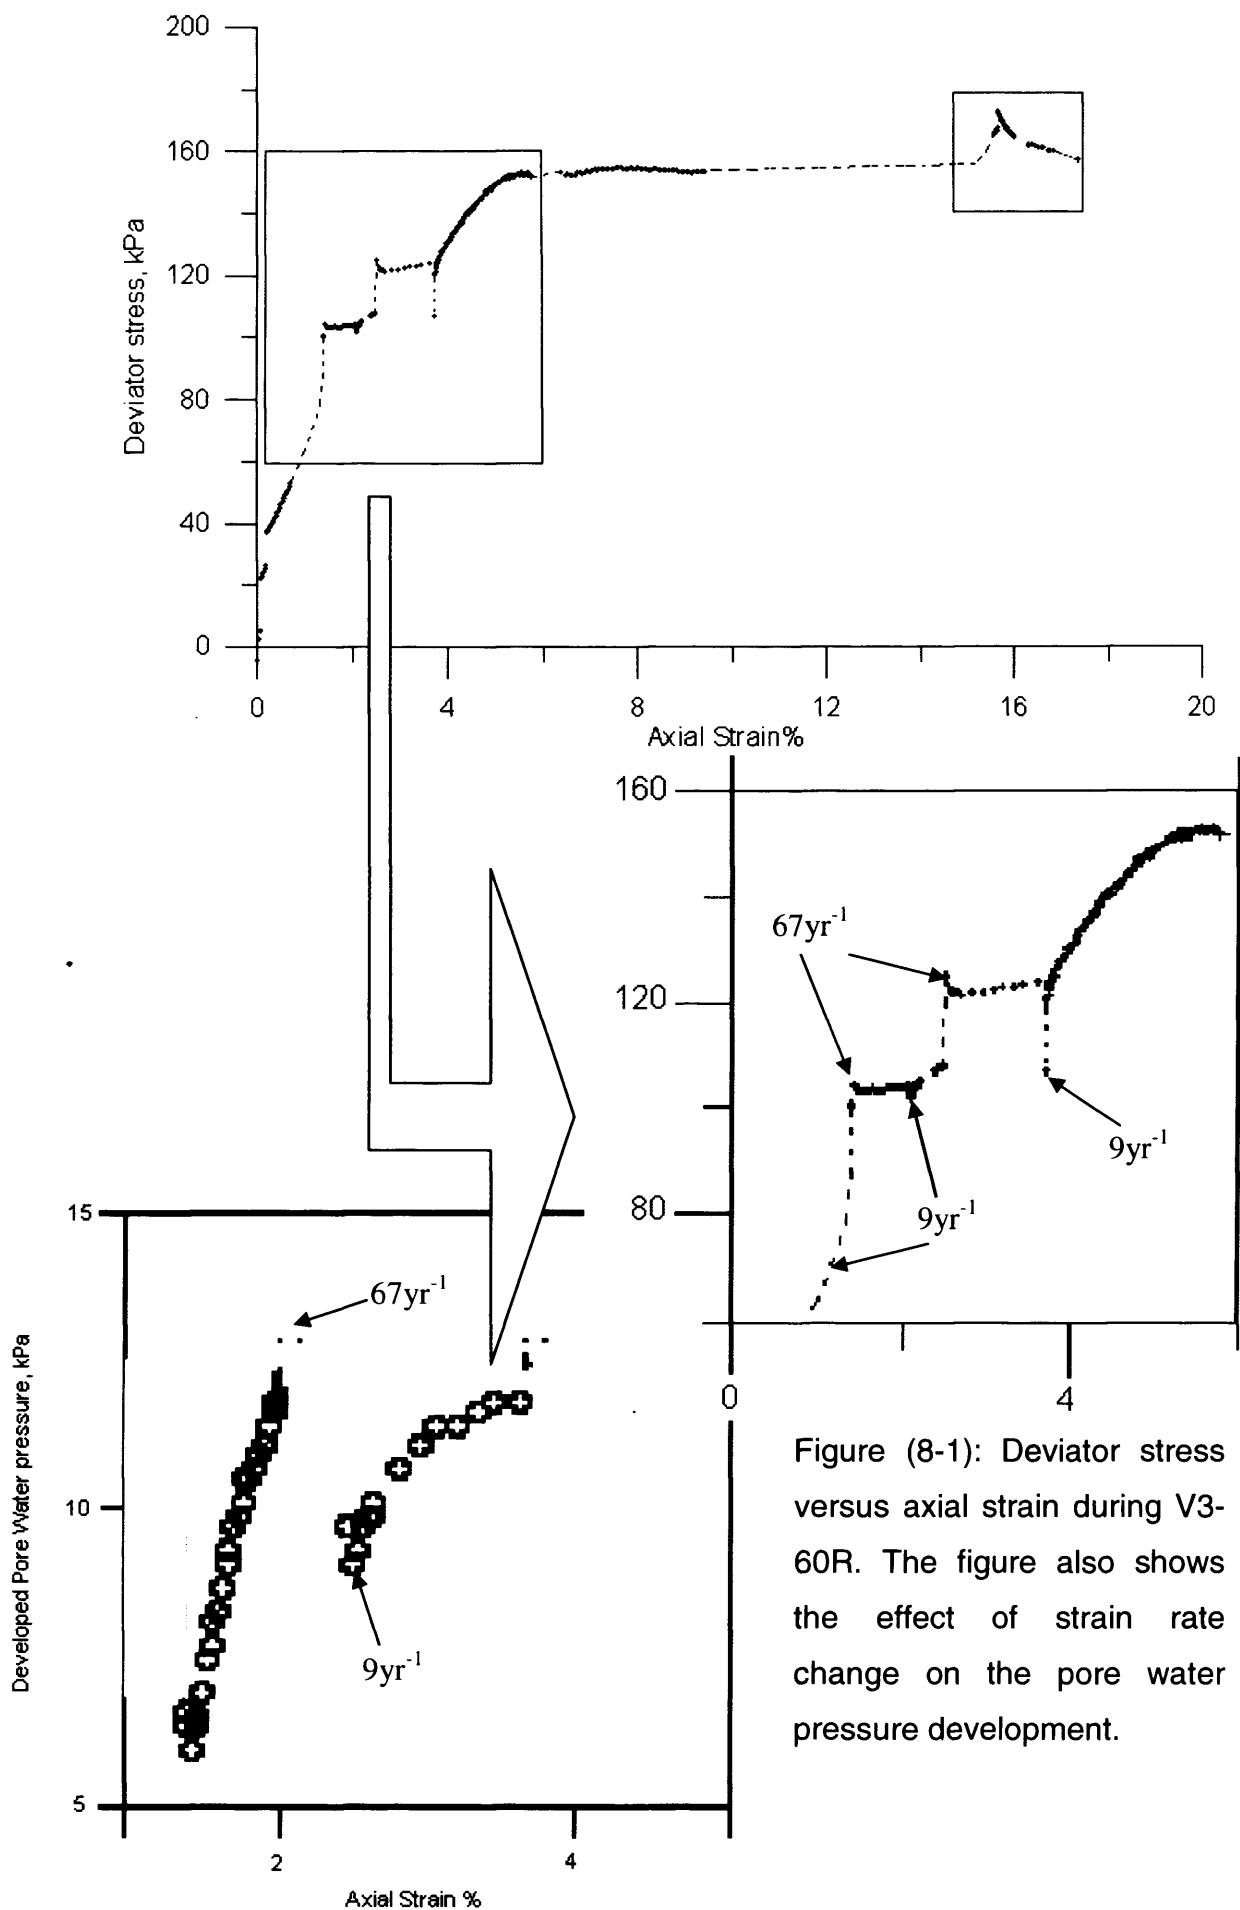 200
160
120
80
40
0
Deviator stress, kPa
0
4
8
12
16
20
Axial Strain%
160
120
80
67yr⁻¹
9yr⁻¹
9yr⁻¹
0
4
15
10
5
Developed Pore Water pressure, kPa
67yr⁻¹
9yr⁻¹
2
4
Axial Strain %
Figure (8-1): Deviator stress
versus axial strain during V3-
60R. The figure also shows
the effect of strain rate
change on the pore water
pressure development.